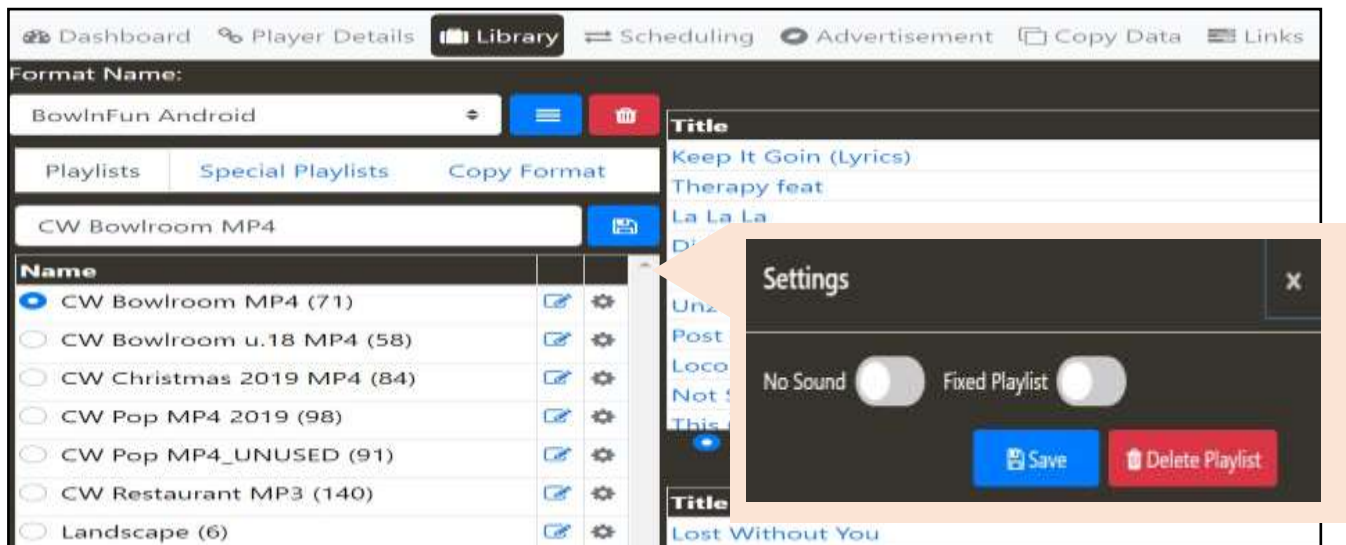 Dashboard Player Details Library Scheduling Advertisement Copy Data Links
Format Name:
BowlnFun Android
Playlists Special Playlists Copy Format
CW Bowlroom MP4
Name
CW Bowlroom MP4 (71)
CW Bowlroom u.18 MP4 (58)
CW Christmas 2019 MP4 (84)
CW Pop MP4 2019 (98)
CW Pop MP4_UNUSED (91)
CW Restaurant MP3 (140)
Landscape (6)
Title
Keep It Goin (Lyrics)
Therapy feat
La La La
Post
Loco
Not
This
Title
Lost Without You
Settings x
No Sound Fixed Playlist
Save Delete Playlist